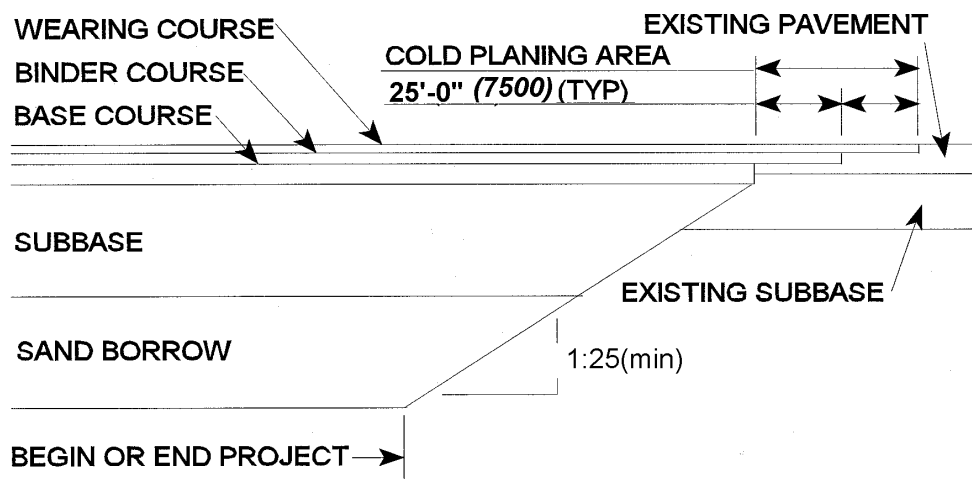 WEARING COURSE
EXISTING PAVEMENT
COLD PLANING AREA
BINDER COURSE
25'-0" (7500) (TYP)
BASE COURSE
SUBBASE
EXISTING SUBBASE
SAND BORROW
1:25(min)
BEGIN OR END PROJECT